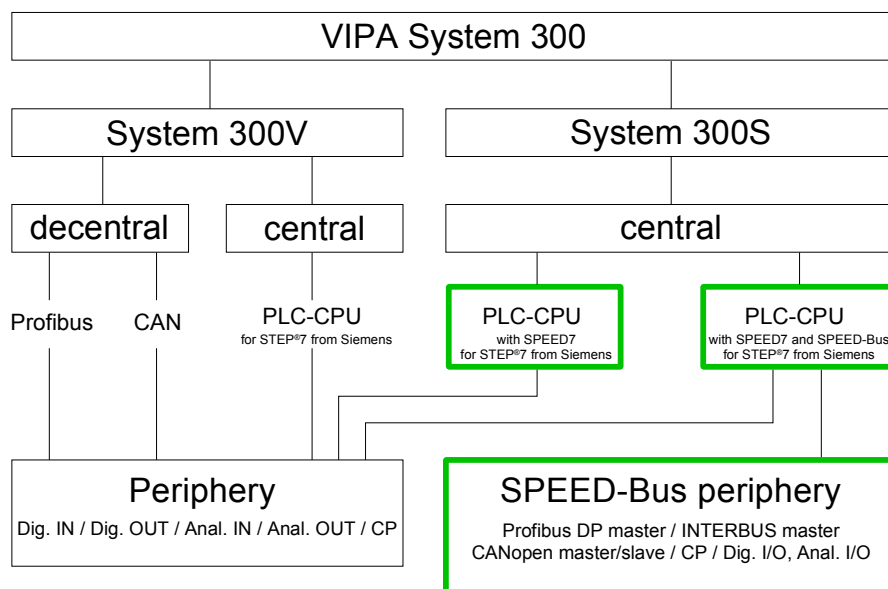 VIPA System 300
System 300V
System 300S
decentral
central
central
Profibus
CAN
PLC-CPU
for STEP®7 from Siemens
PLC-CPU
with SPEED7
for STEP®7 from Siemens
PLC-CPU
with SPEED7 and SPEED-Bus
for STEP®7 from Siemens
Periphery
Dig. IN / Dig. OUT / Anal. IN / Anal. OUT / CP
SPEED-Bus periphery
Profibus DP master / INTERBUS master
CANopen master/slave / CP / Dig. I/O, Anal. I/O